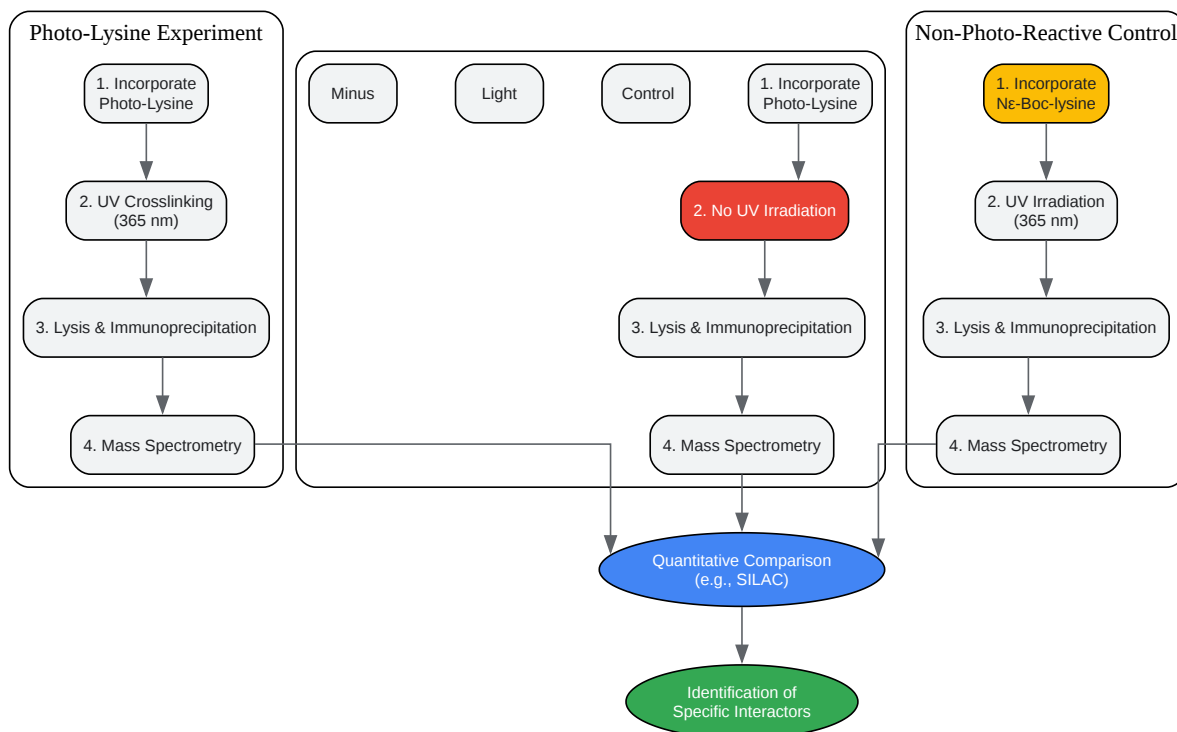 Photo-Lysine Experiment
1. Incorporate
Photo-Lysine
2. UV Crosslinking
(365 nm)
3. Lysis & Immunoprecipitation
4. Mass Spectrometry
Minus
Light
Control
1. Incorporate
Photo-Lysine
2. No UV Irradiation
3. Lysis & Immunoprecipitation
4. Mass Spectrometry
Non-Photo-Reactive Control
1. Incorporate
Nε-Boc-lysine
2. UV Irradiation
(365 nm)
3. Lysis & Immunoprecipitation
4. Mass Spectrometry
Quantitative Comparison
(e.g., SILAC)
Identification of
Specific Interactors